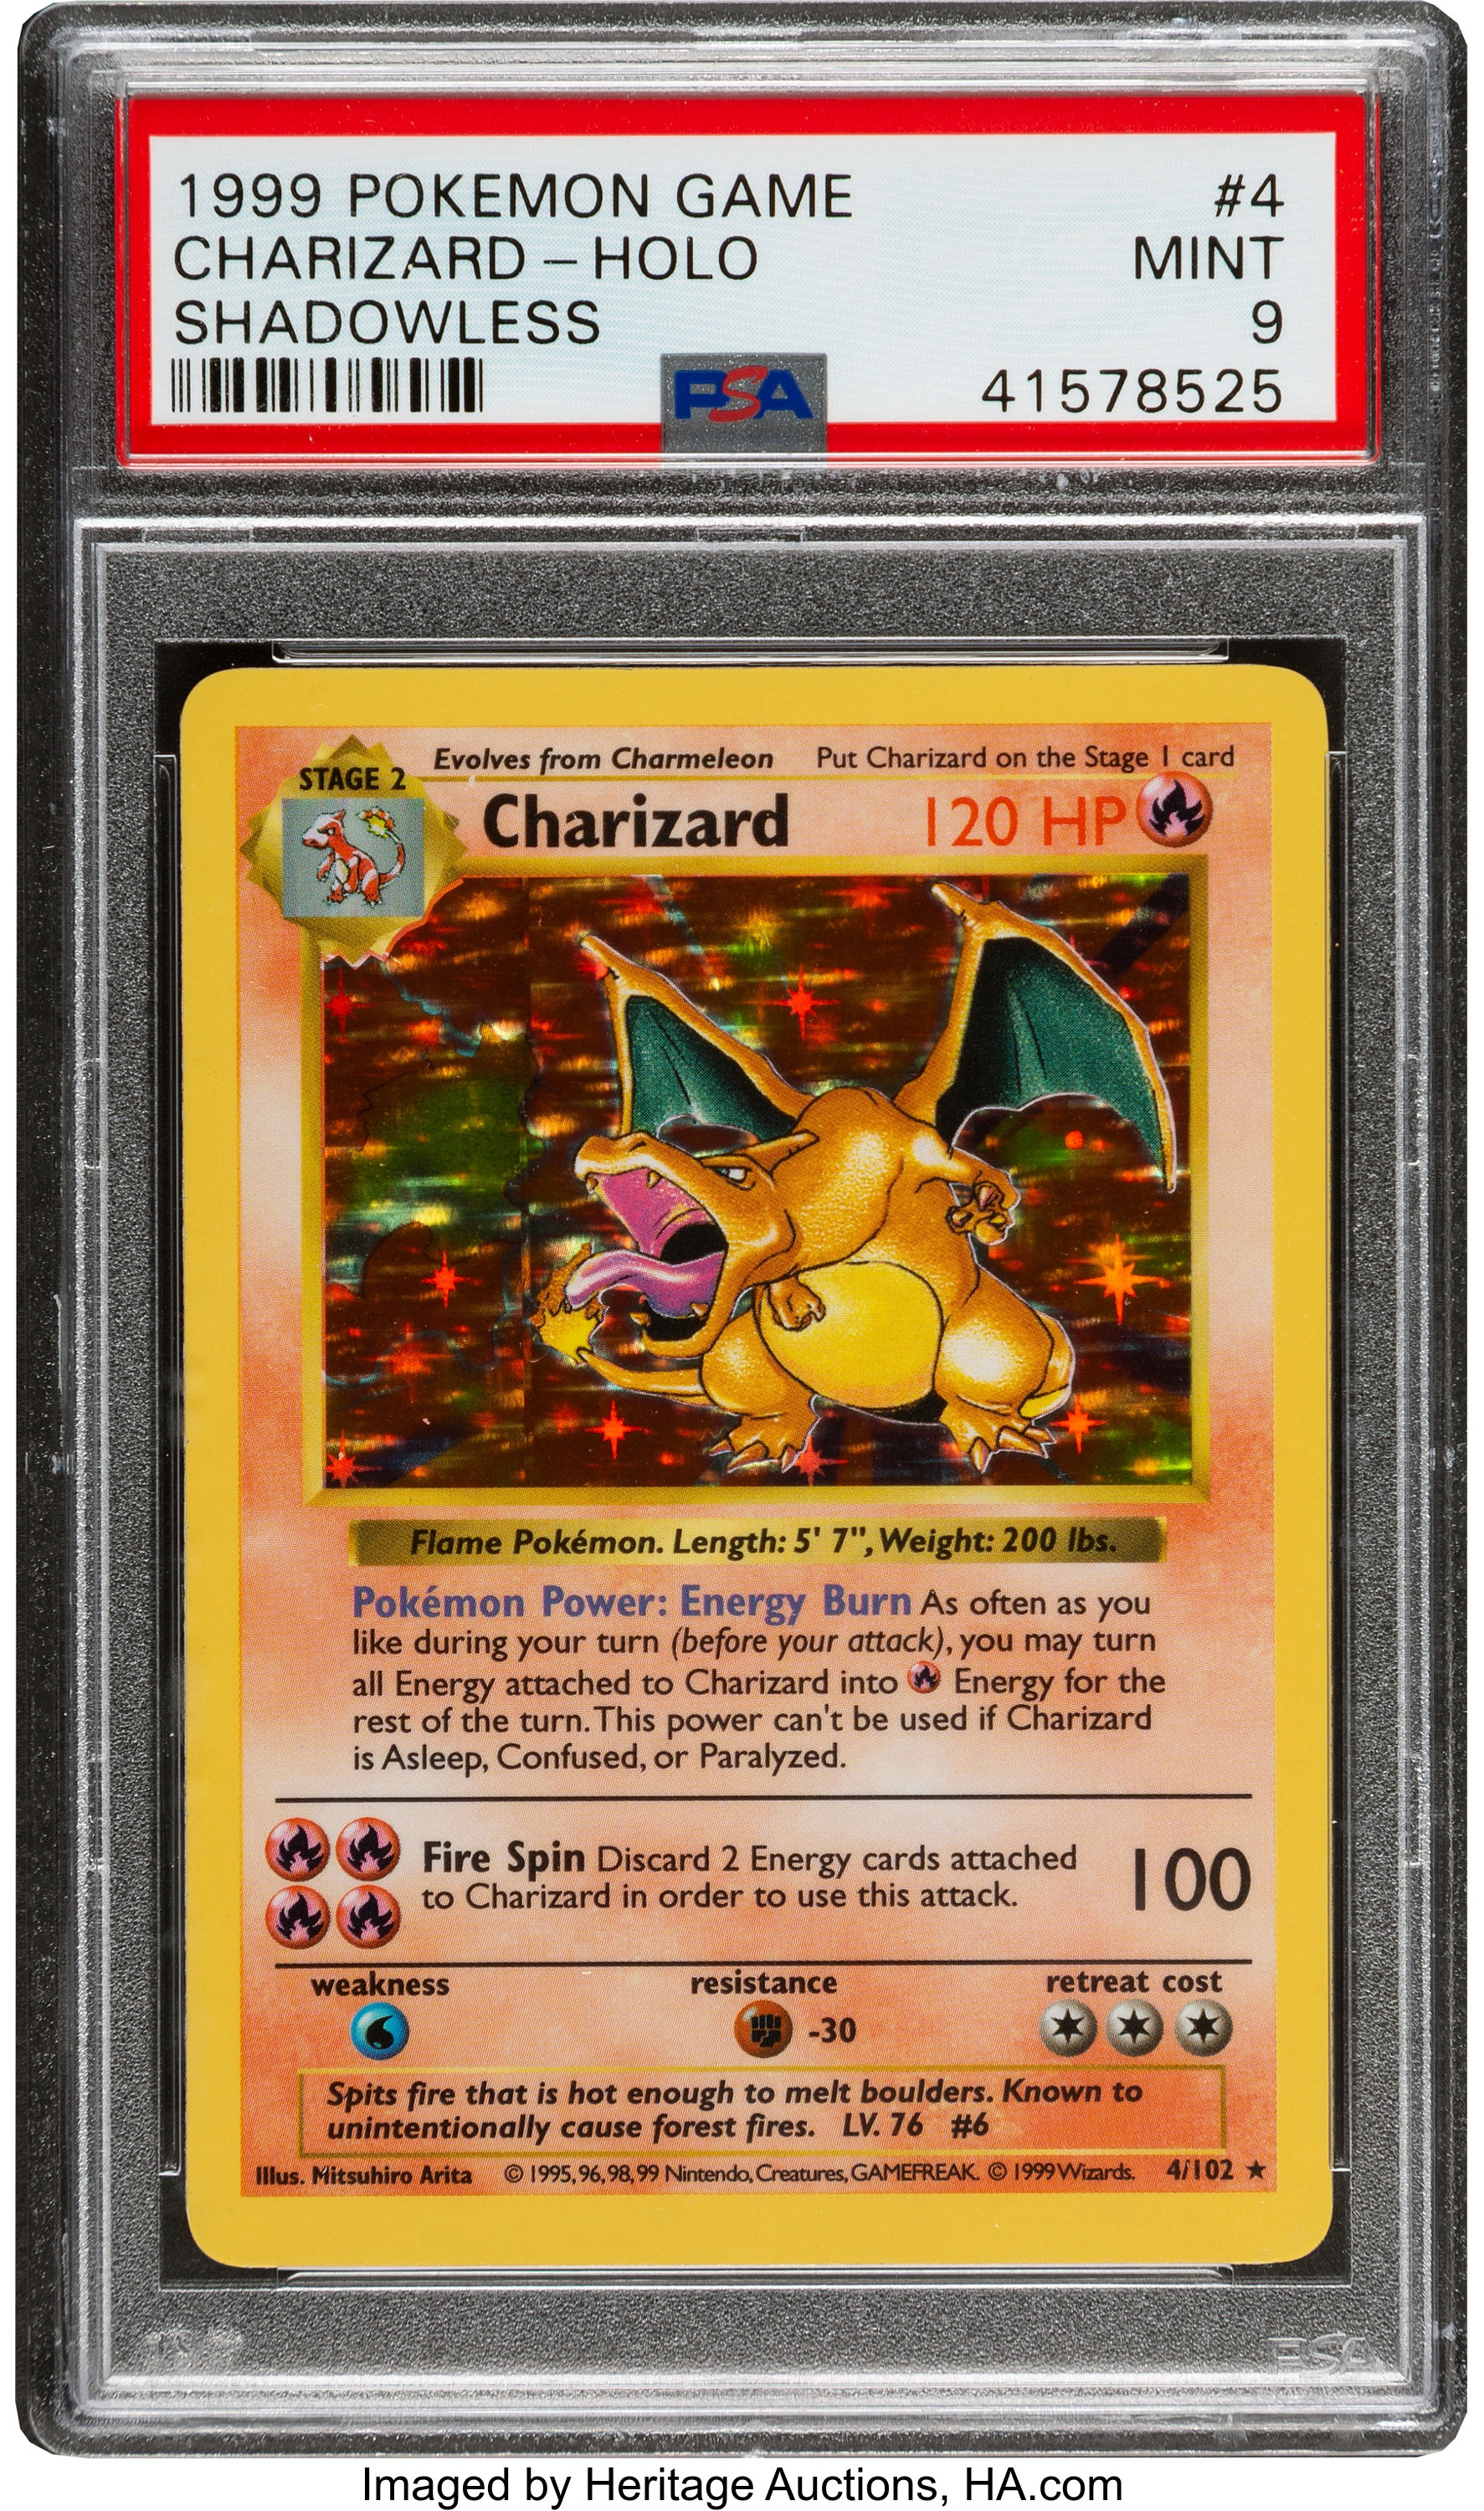 1999 POKEMON GAME #4
CHARIZARD – HOLO MINT
SHADOWLESS 9
PSA 41578525
Evolves from Charmeleon Put Charizard on the Stage 1 card
STAGE 2
Charizard 120 HP
Flame Pokémon. Length: 5' 7", Weight: 200 lbs.
Pokémon Power: Energy Burn As often as you
like during your turn (before your attack), you may turn
all Energy attached to Charizard into Energy for the
rest of the turn. This power can't be used if Charizard
is Asleep, Confused, or Paralyzed.
Fire Spin Discard 2 Energy cards attached
to Charizard in order to use this attack. 100
weakness resistance retreat cost
-30
Spits fire that is hot enough to melt boulders. Known to
unintentionally cause forest fires. LV. 76 #6
Illus. Mitsuhiro Arita © 1995, 96, 98, 99 Nintendo, Creatures, GAMEFREAK. © 1999 Wizards. 4/102 ★
PSA
Imaged by Heritage Auctions, HA.com